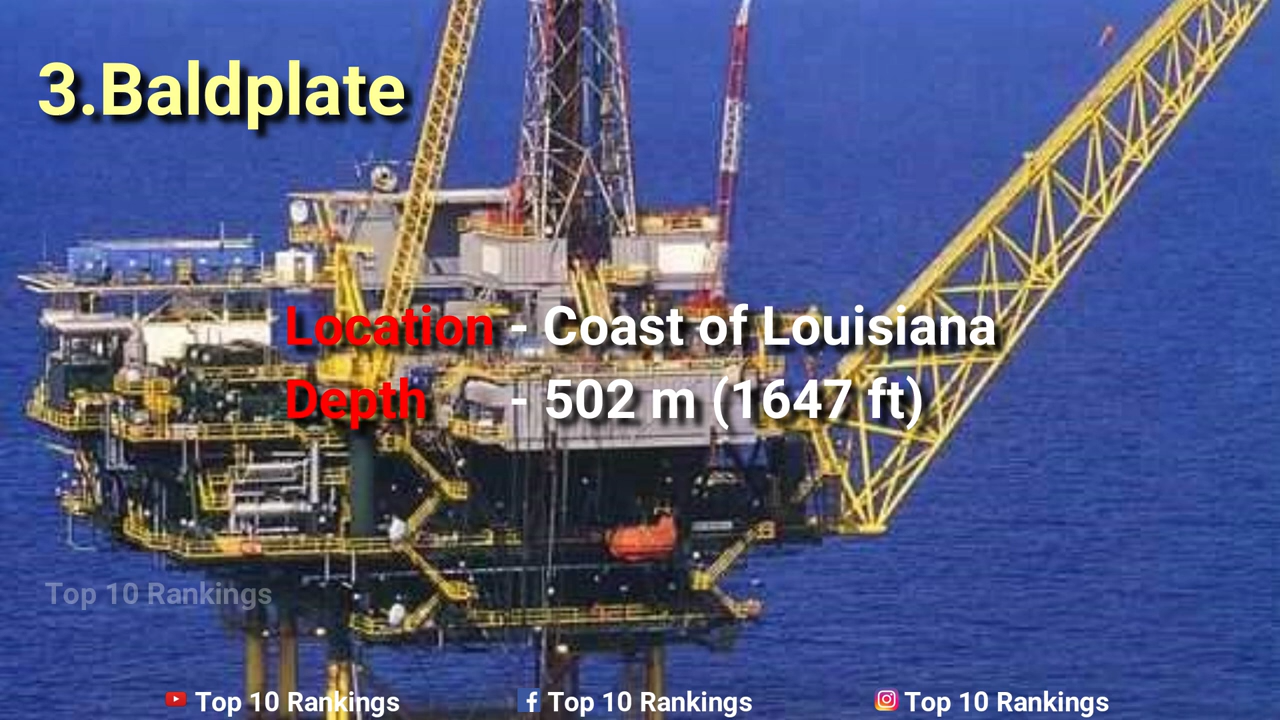 3.Baldplate
Location - Coast of Louisiana
Depth - 502 m (1647 ft)
Top 10 Rankings
Top 10 Rankings
Top 10 Rankings
Top 10 Rankings